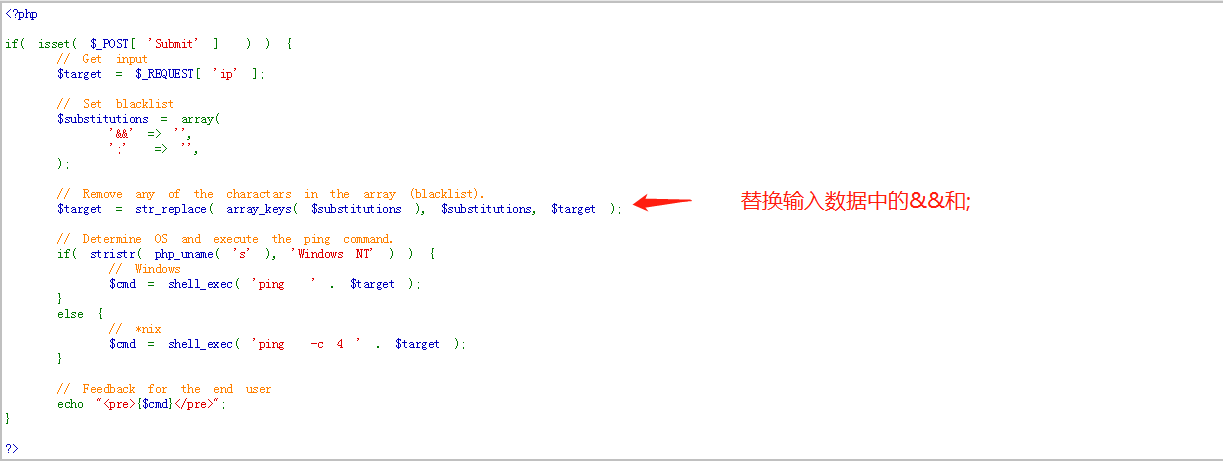 <?php
if( isset( $_POST[ 'Submit' ] ) ) {
// Get input
$target = $_REQUEST[ 'ip' ];
// Set blacklist
$substitutions = array(
'&&' => '',
';' => '',
);
// Remove any of the charactars in the array (blacklist).
$target = str_replace( array_keys( $substitutions ), $substitutions, $target );
替换输入数据中的&&和;
// Determine OS and execute the ping command.
if( stristr( php_uname( 's' ), 'Windows NT' ) ) {
// Windows
$cmd = shell_exec( 'ping ' . $target );
}
else {
// *nix
$cmd = shell_exec( 'ping -c 4 ' . $target );
}
// Feedback for the end user
echo "<pre>{$cmd}</pre>";
}
?>